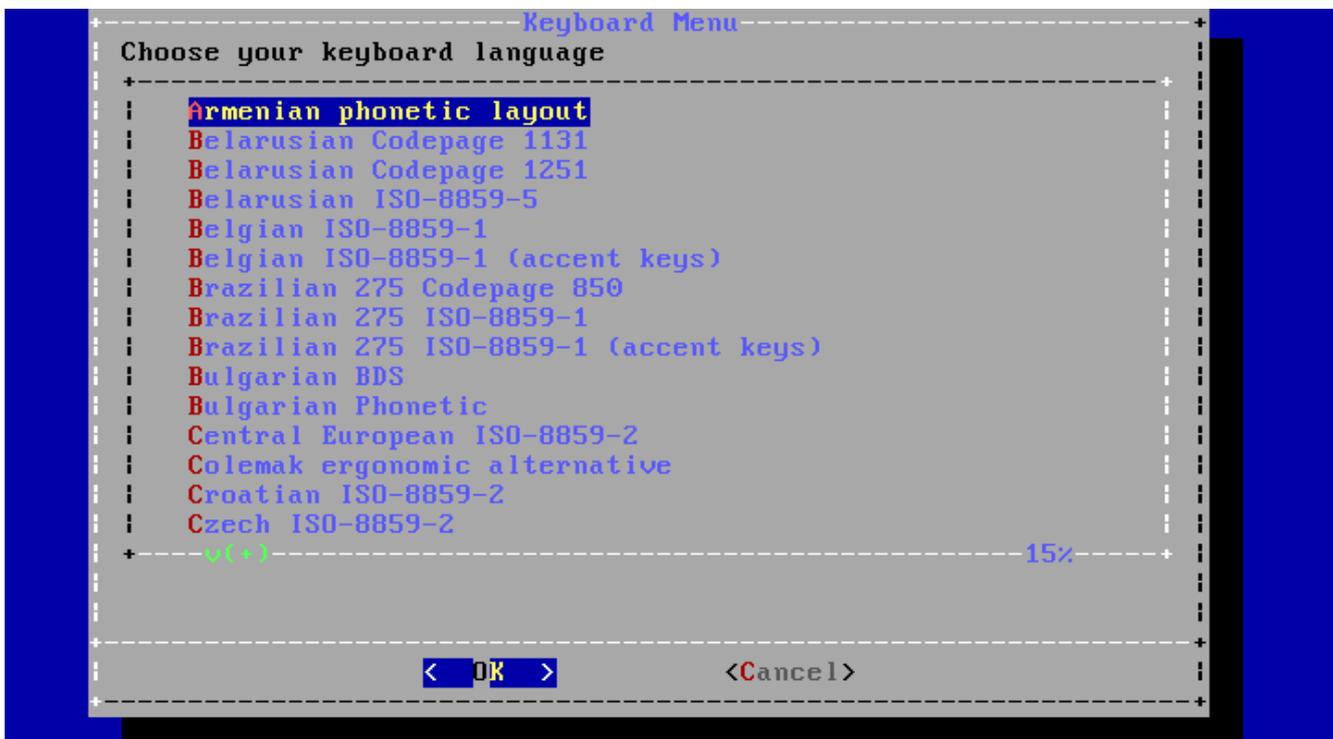 Keyboard Menu
Choose your keyboard language
Armenian phonetic layout
Belarusian Codepage 1131
Belarusian Codepage 1251
Belarusian ISO-8859-5
Belgian ISO-8859-1
Belgian ISO-8859-1 (accent keys)
Brazilian 275 Codepage 850
Brazilian 275 ISO-8859-1
Brazilian 275 ISO-8859-1 (accent keys)
Bulgarian BDS
Bulgarian Phonetic
Central European ISO-8859-2
Colemak ergonomic alternative
Croatian ISO-8859-2
Czech ISO-8859-2
v(+) 15%
< OK > <Cancel>